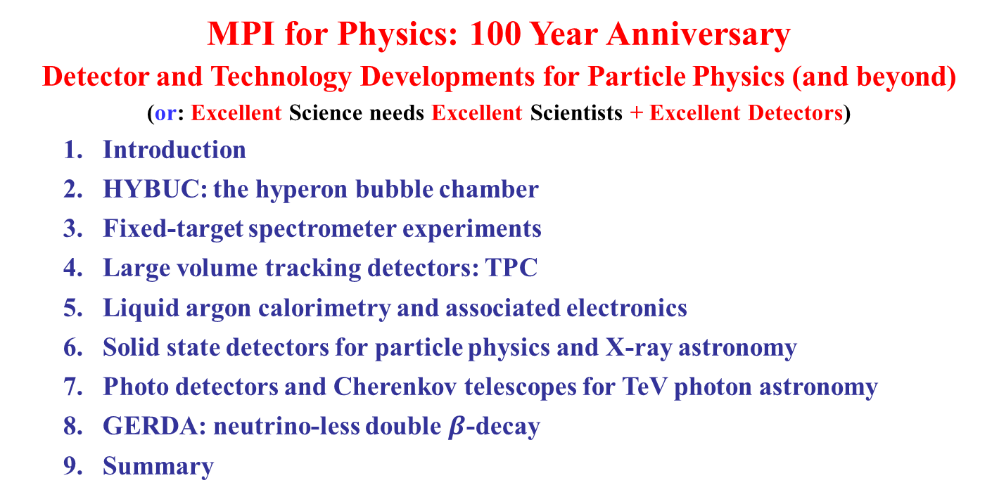 MPI for Physics: 100 Year Anniversary
Detector and Technology Developments for Particle Physics (and beyond)
(or: Excellent Science needs Excellent Scientists + Excellent Detectors)
1. Introduction
2. HYBUC: the hyperon bubble chamber
3. Fixed-target spectrometer experiments
4. Large volume tracking detectors: TPC
5. Liquid argon calorimetry and associated electronics
6. Solid state detectors for particle physics and X-ray astronomy
7. Photo detectors and Cherenkov telescopes for TeV photon astronomy
8. GERDA: neutrino-less double β-decay
9. Summary